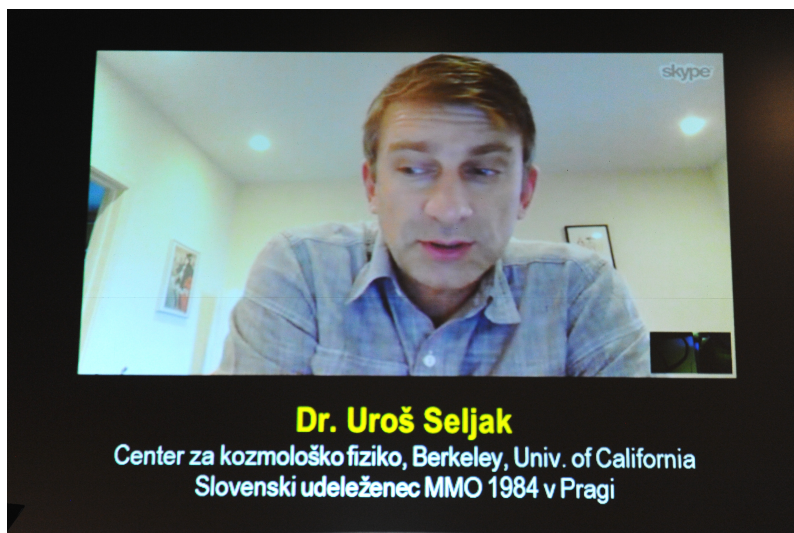 skype
Dr. Uroš Seljak
Center za kozmološko fiziko, Berkeley, Univ. of California
Slovenski udeleženec MMO 1984 v Pragi